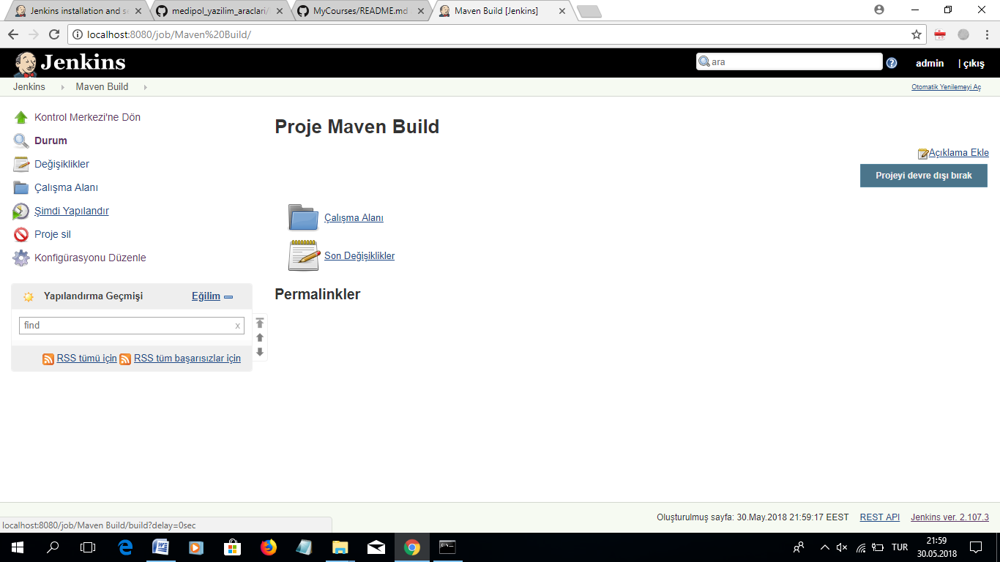 Jenkins installation and se
medipol_yazilim_araclari/
MyCourses/README.md
Maven Build [Jenkins]
localhost:8080/job/Maven%20Build/
Jenkins
ara
admin
| çıkış
Jenkins
Maven Build
Otomatik Yenilemeyi Aç
Kontrol Merkezi'ne Dön
Durum
Değişiklikler
Çalışma Alanı
Şimdi Yapılandır
Proje sil
Konfigürasyonu Düzenle
Yapılandırma Geçmişi
Eğilim
find
x
RSS tümü için
RSS tüm başarısızlar için
Proje Maven Build
Açıklama Ekle
Projeyi devre dışı bırak
Çalışma Alanı
Son Değişiklikler
Permalinkler
Oluşturulmuş sayfa: 30.May.2018 21:59:17 EEST
REST API
Jenkins ver. 2.107.3
localhost:8080/job/Maven Build/build?delay=0sec
TUR
21:59
30.05.2018